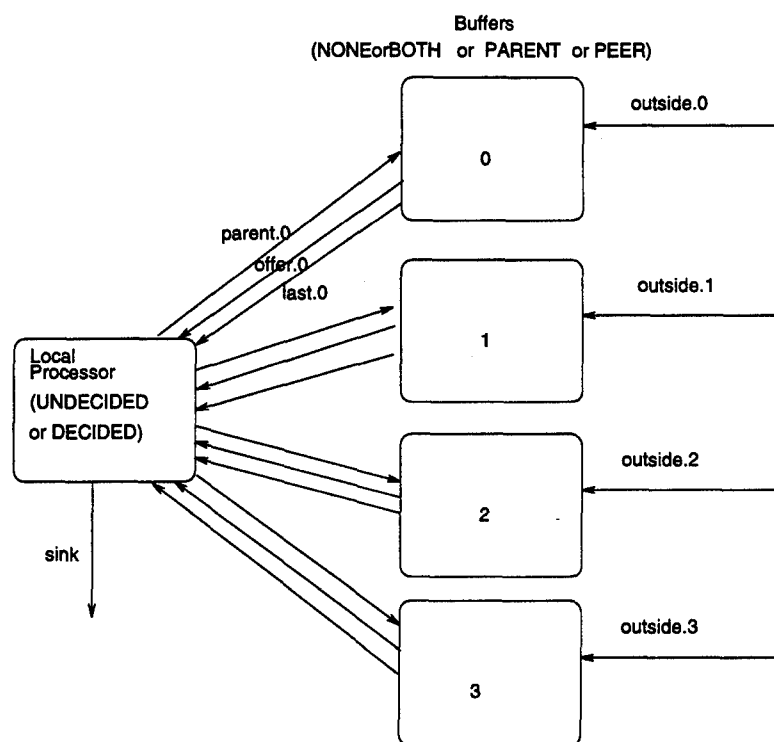 Buffers
(NONEorBOTH or PARENT or PEER)
outside.0
0
parent.0
offer.0
last.0
outside.1
1
Local
Processor
(UNDECIDED
or DECIDED)
outside.2
2
sink
outside.3
3